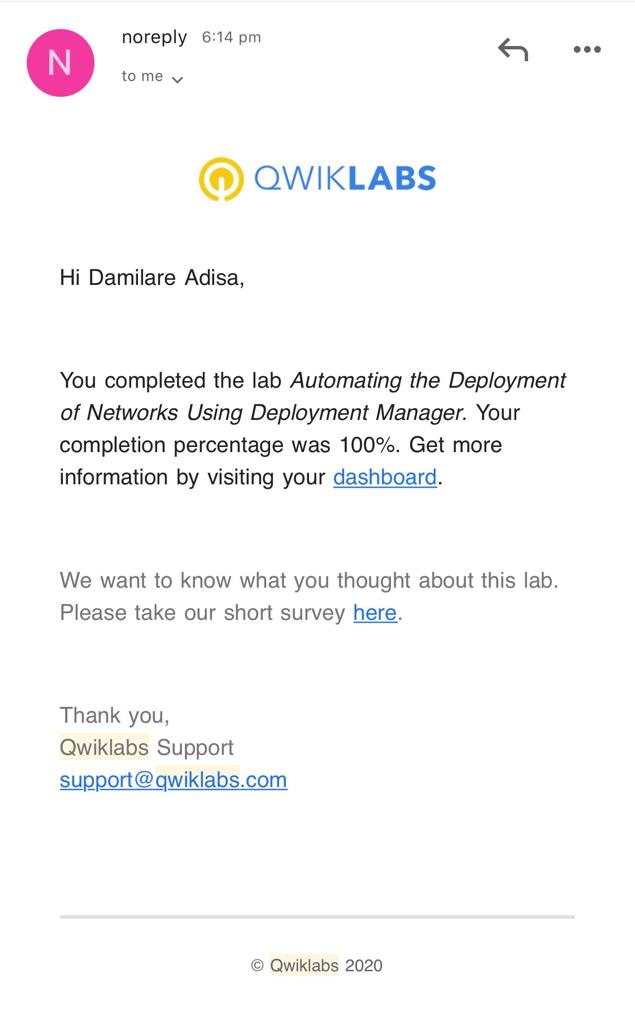 N
noreply 6:14 pm
to me
QWIKLABS
Hi Damilare Adisa,
You completed the lab Automating the Deployment
of Networks Using Deployment Manager. Your
completion percentage was 100%. Get more
information by visiting your dashboard.
We want to know what you thought about this lab.
Please take our short survey here.
Thank you,
Qwiklabs Support
support@qwiklabs.com
© Qwiklabs 2020